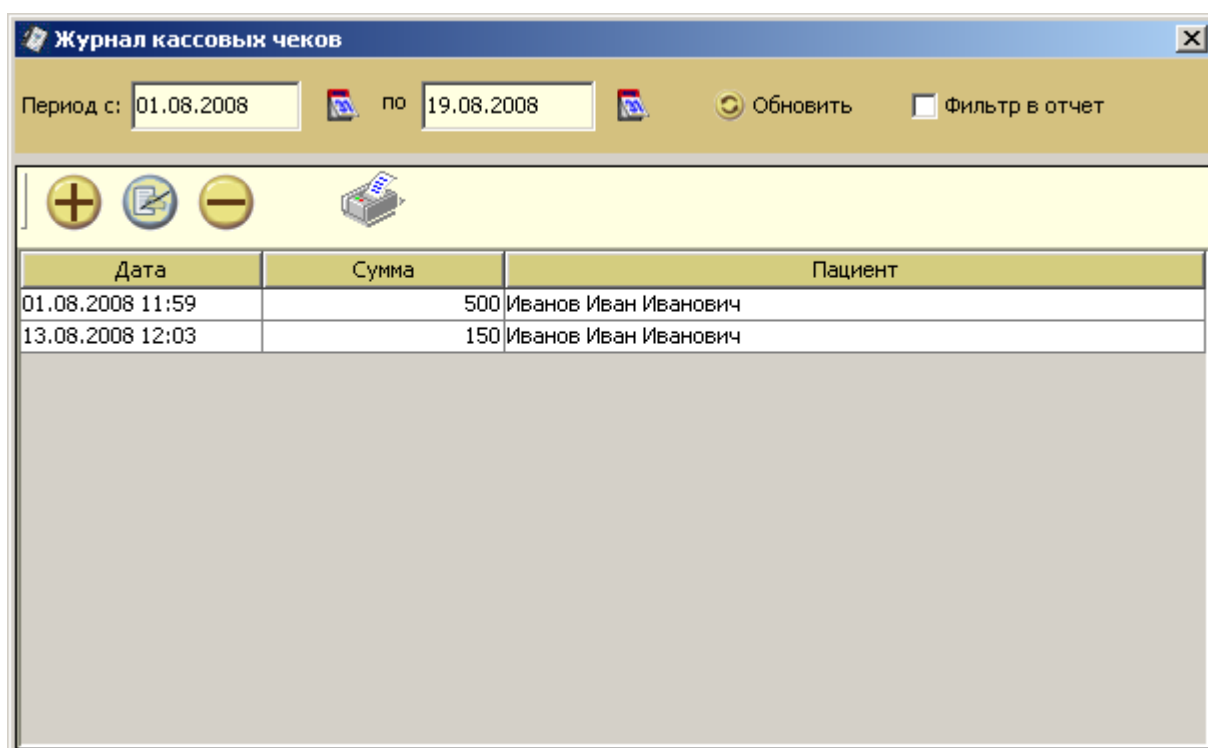 Журнал кассовых чеков
Период с: 01.08.2008 по 19.08.2008 Обновить Фильтр в отчет
Дата Сумма Пациент
01.08.2008 11:59 500 Иванов Иван Иванович
13.08.2008 12:03 150 Иванов Иван Иванович